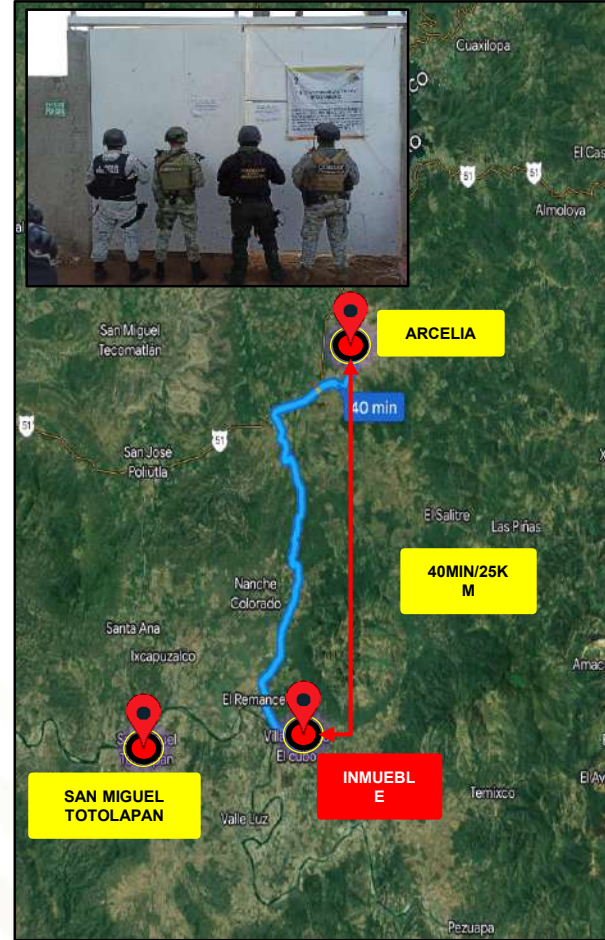 Cuaxilopa
51
51
Almoloya
ARCELIA
San Miguel
Tecomatlán
40 min
51
51
San José
Poliutla
El Salitre
Las Piñas
40MIN/25K
M
Nanche
Colorado
Santa Ana
Ixcapuzalco
El Remance
El cubo
INMUEBL
E
SAN MIGUEL
TOTOLAPAN
Temixco
Valle Luz
Pezuapa